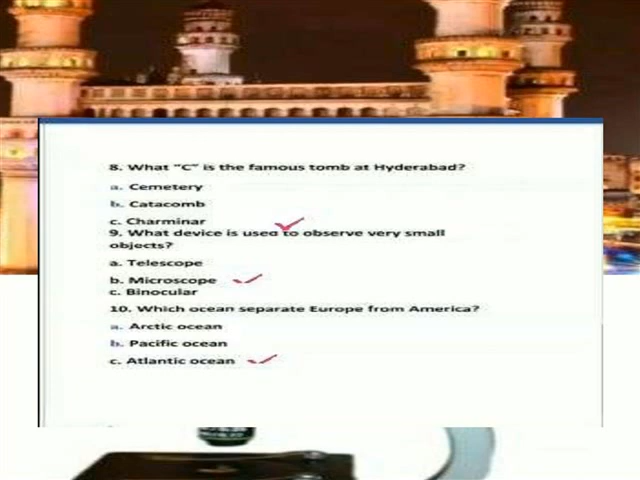 8. What "C" is the famous tomb at Hyderabad?
a. Cemetery
b. Catacomb
c. Charminar
9. What device is used to observe very small
objects?
a. Telescope
b. Microscope
c. Binocular
10. Which ocean separate Europe from America?
a. Arctic ocean
b. Pacific ocean
c. Atlantic ocean